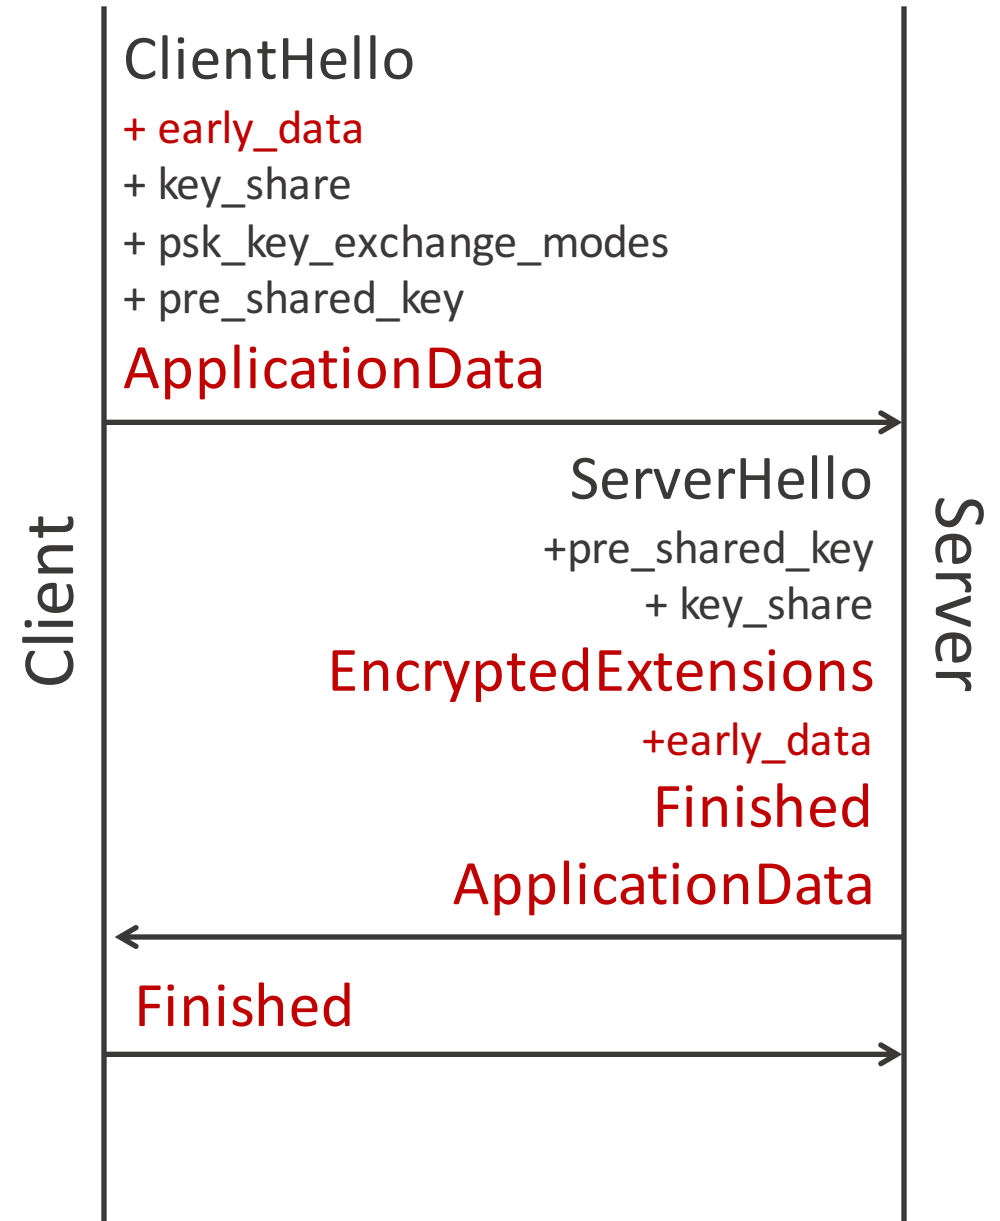 ClientHello
+ early_data
+ key_share
+ psk_key_exchange_modes
+ pre_shared_key
ApplicationData
ServerHello
+pre_shared_key
+ key_share
EncryptedExtensions
+early_data
Finished
ApplicationData
Finished
Client
Server